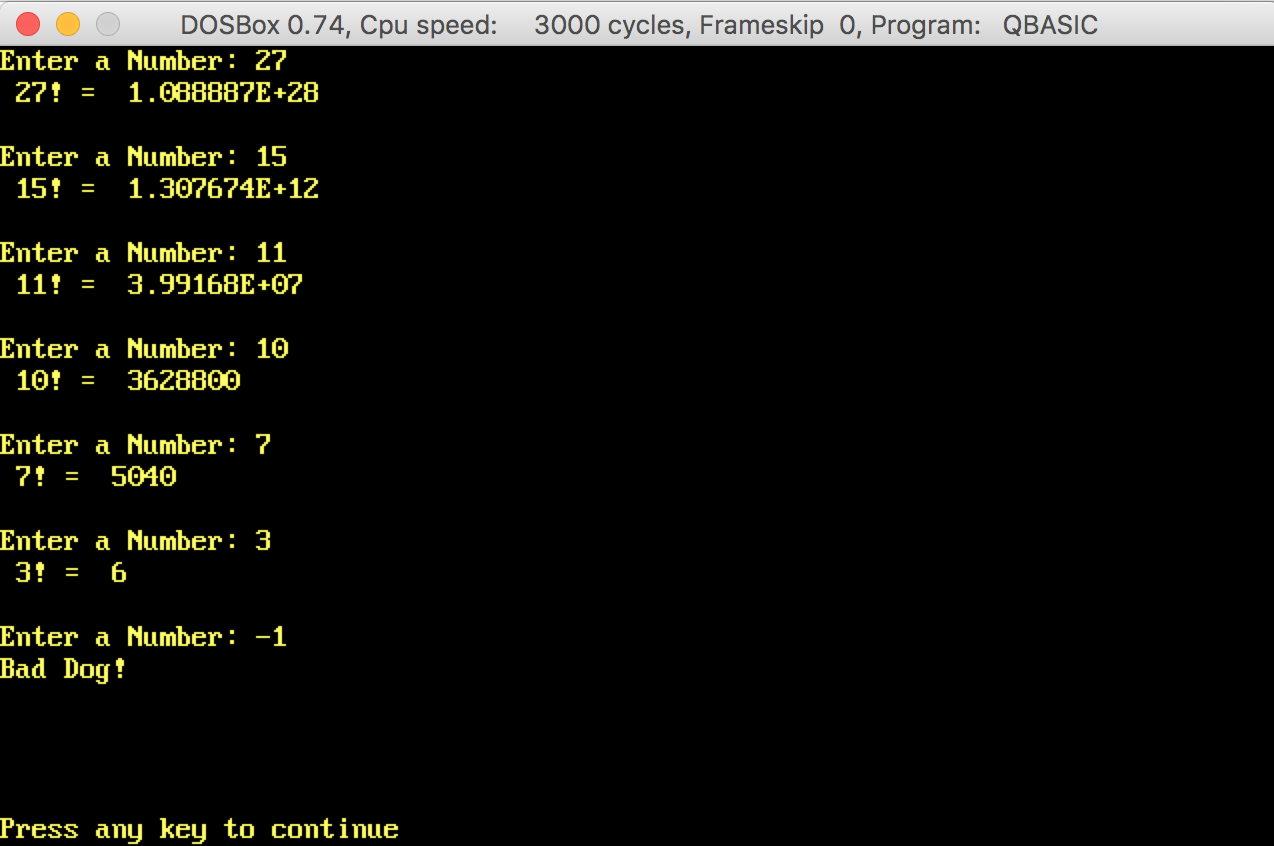 DOSBox 0.74, Cpu speed: 3000 cycles, Frameskip 0, Program: QBASIC
Enter a Number: 27
27! = 1.088887E+28
Enter a Number: 15
15! = 1.307674E+12
Enter a Number: 11
11! = 3.99168E+07
Enter a Number: 10
10! = 3628800
Enter a Number: 7
7! = 5040
Enter a Number: 3
3! = 6
Enter a Number: -1
Bad Dog!
Press any key to continue